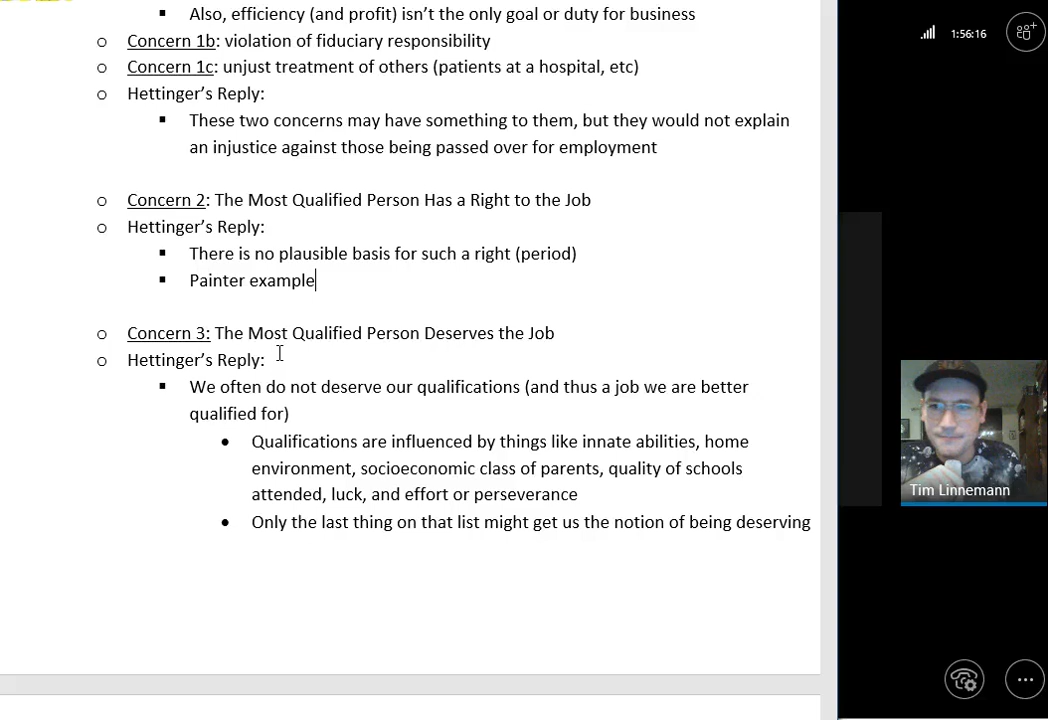 ▪ Also, efficiency (and profit) isn’t the only goal or duty for business
o Concern 1b: violation of fiduciary responsibility
o Concern 1c: unjust treatment of others (patients at a hospital, etc)
o Hettinger’s Reply:
▪ These two concerns may have something to them, but they would not explain
an injustice against those being passed over for employment
o Concern 2: The Most Qualified Person Has a Right to the Job
o Hettinger’s Reply:
▪ There is no plausible basis for such a right (period)
▪ Painter example
o Concern 3: The Most Qualified Person Deserves the Job
o Hettinger’s Reply:
▪ We often do not deserve our qualifications (and thus a job we are better
qualified for)
• Qualifications are influenced by things like innate abilities, home
environment, socioeconomic class of parents, quality of schools
attended, luck, and effort or perseverance
• Only the last thing on that list might get us the notion of being deserving
1:56:16
Tim Linnemann